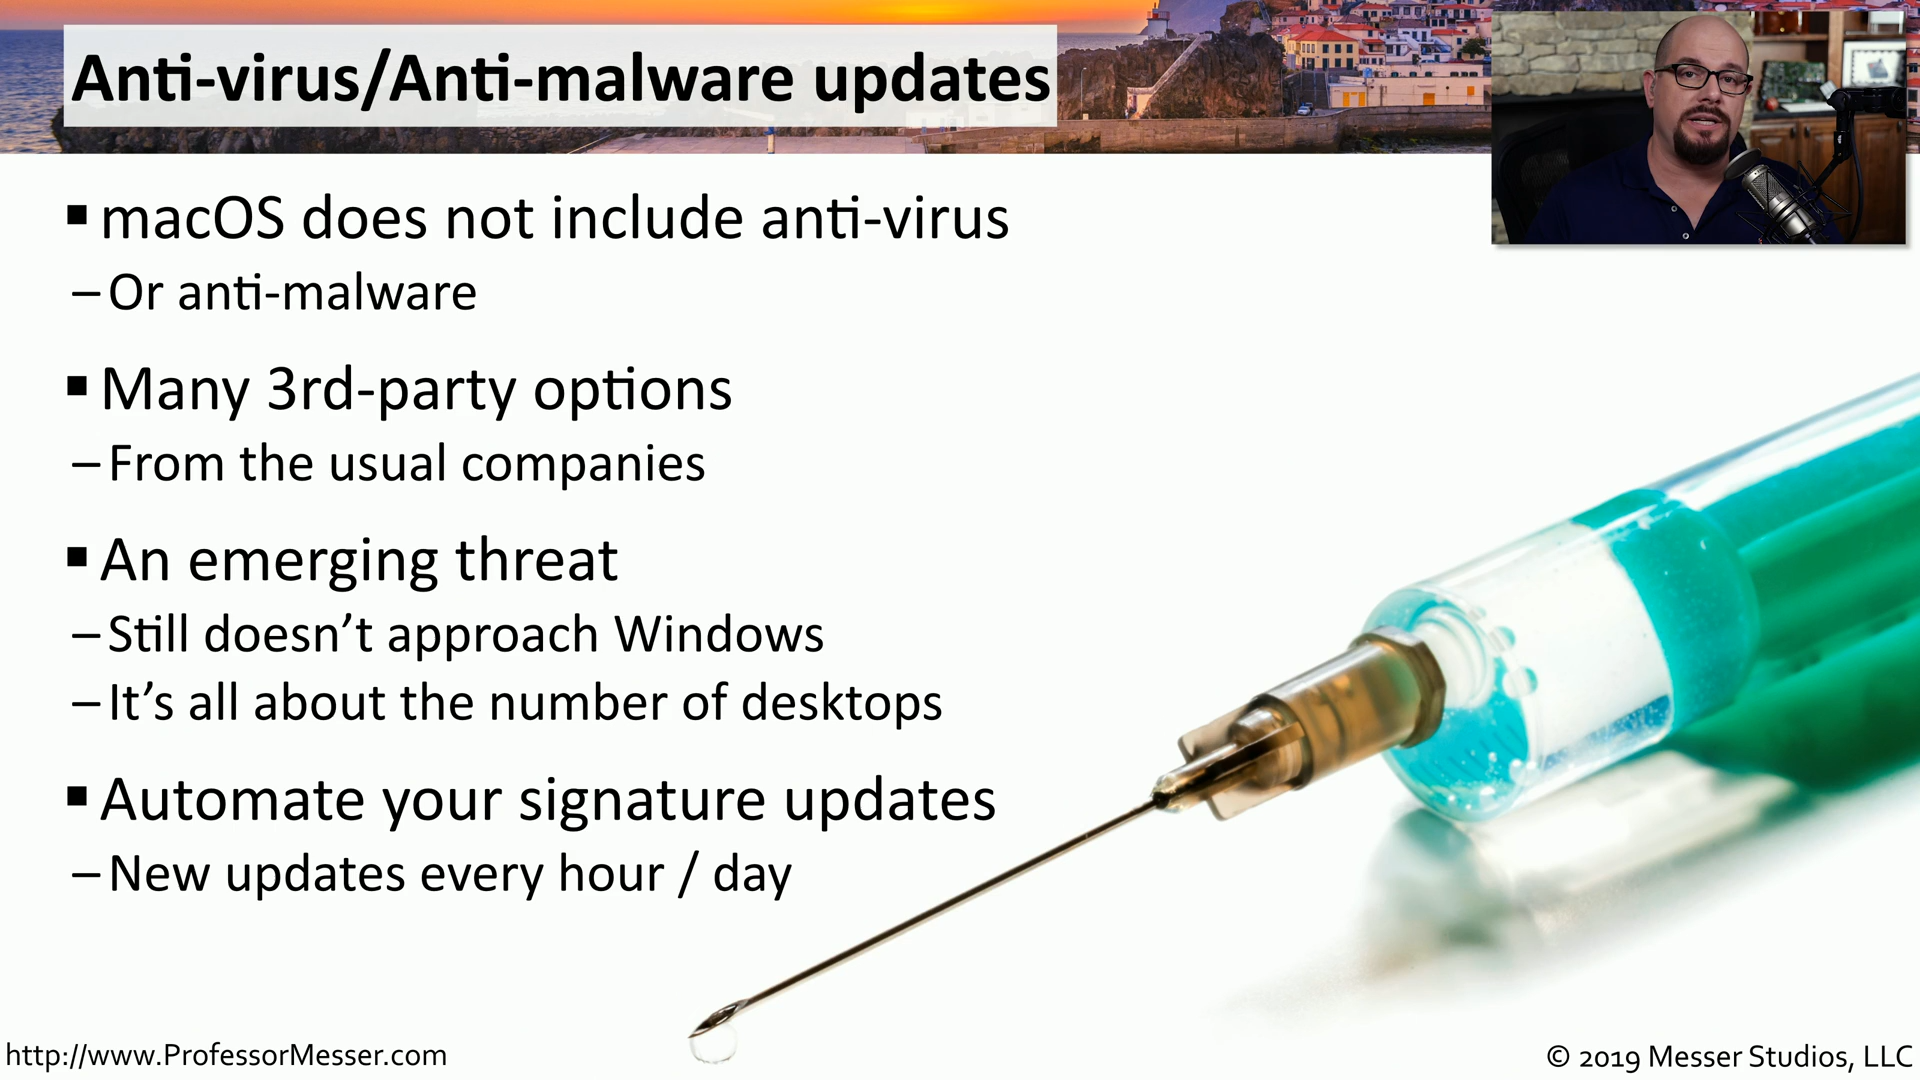 Anti-virus/Anti-malware updates
▪ macOS does not include anti-virus
– Or anti-malware
▪ Many 3rd-party options
– From the usual companies
▪ An emerging threat
– Still doesn’t approach Windows
– It’s all about the number of desktops
▪ Automate your signature updates
– New updates every hour / day
http://www.ProfessorMesser.com
© 2019 Messer Studios, LLC